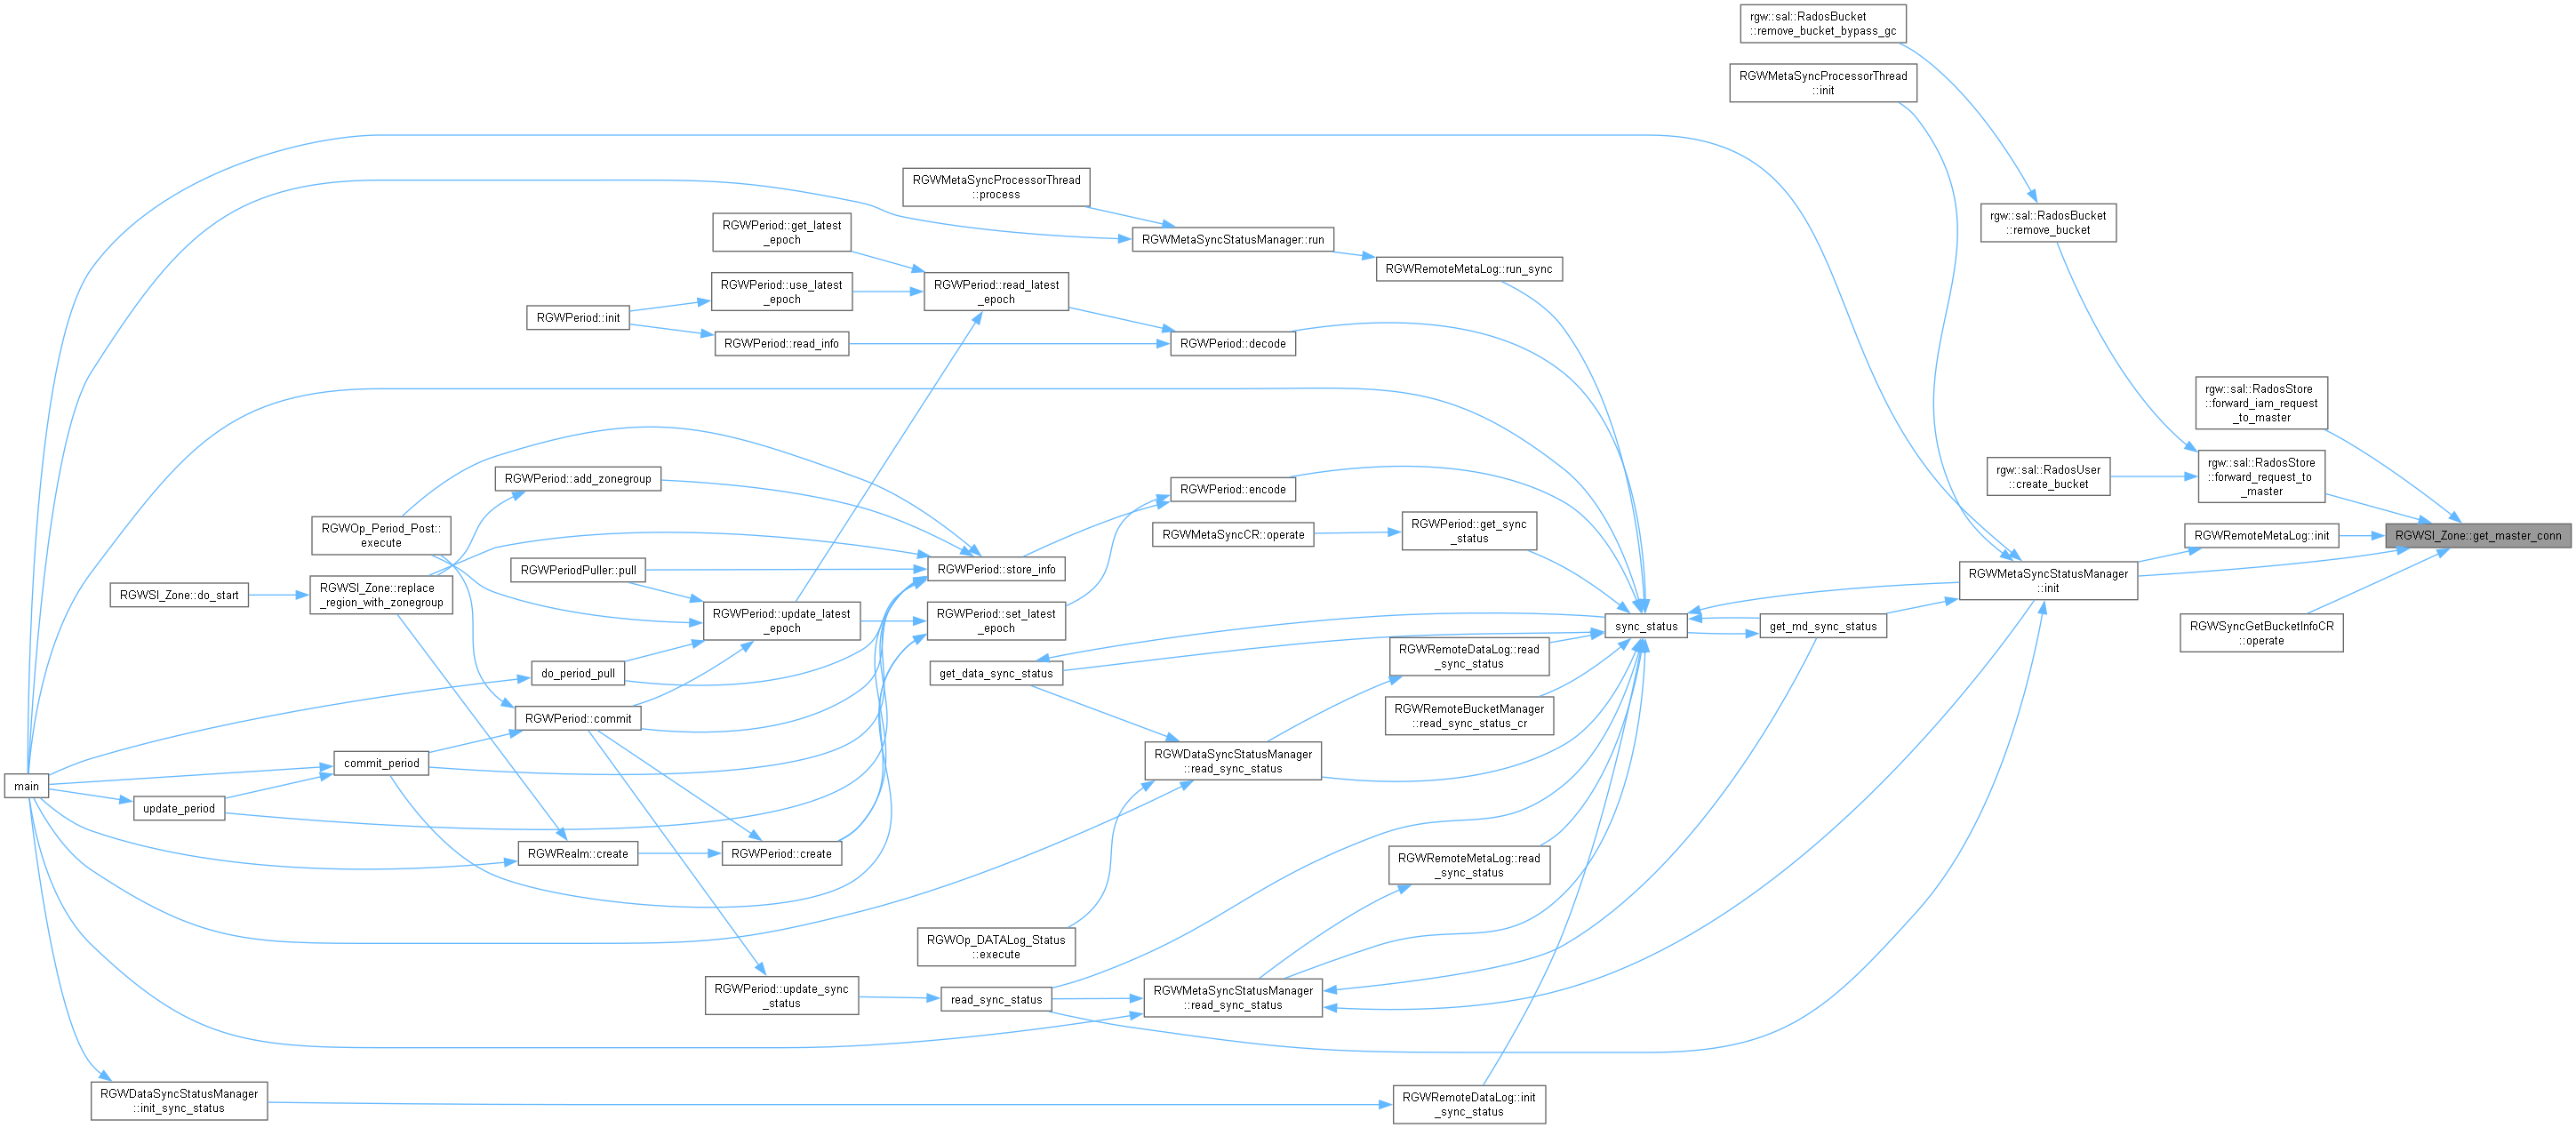 rgw::sal::RadosBucket
::remove_bucket_bypass_gc
RGWMetaSyncProcessorThread
::init
RGWMetaSyncProcessorThread
::process
rgw::sal::RadosBucket
::remove_bucket
RGWPeriod::get_latest
_epoch
RGWMetaSyncStatusManager::run
RGWRemoteMetaLog::run_sync
RGWPeriod::use_latest
_epoch
RGWPeriod::read_latest
_epoch
RGWPeriod::init
RGWPeriod::read_info
RGWPeriod::decode
rgw::sal::RadosStore
::forward_iam_request
_to_master
RGWPeriod::add_zonegroup
RGWPeriod::encode
rgw::sal::RadosUser
::create_bucket
rgw::sal::RadosStore
::forward_request_to
_master
RGWOp_Period_Post::
execute
RGWMetaSyncCR::operate
RGWPeriod::get_sync
_status
RGWRemoteMetaLog::init
RGWSI_Zone::get_master_conn
RGWPeriodPuller::pull
RGWPeriod::store_info
RGWMetaSyncStatusManager
::init
RGWSI_Zone::do_start
RGWSI_Zone::replace
_region_with_zonegroup
RGWPeriod::update_latest
_epoch
RGWPeriod::set_latest
_epoch
sync_status
get_md_sync_status
RGWSyncGetBucketInfoCR
::operate
do_period_pull
get_data_sync_status
RGWRemoteDataLog::read
_sync_status
RGWPeriod::commit
RGWRemoteBucketManager
::read_sync_status_cr
commit_period
RGWDataSyncStatusManager
::read_sync_status
main
update_period
RGWRealm::create
RGWPeriod::create
RGWRemoteMetaLog::read
_sync_status
RGWOp_DATALog_Status
::execute
RGWPeriod::update_sync
_status
read_sync_status
RGWMetaSyncStatusManager
::read_sync_status
RGWDataSyncStatusManager
::init_sync_status
RGWRemoteDataLog::init
_sync_status